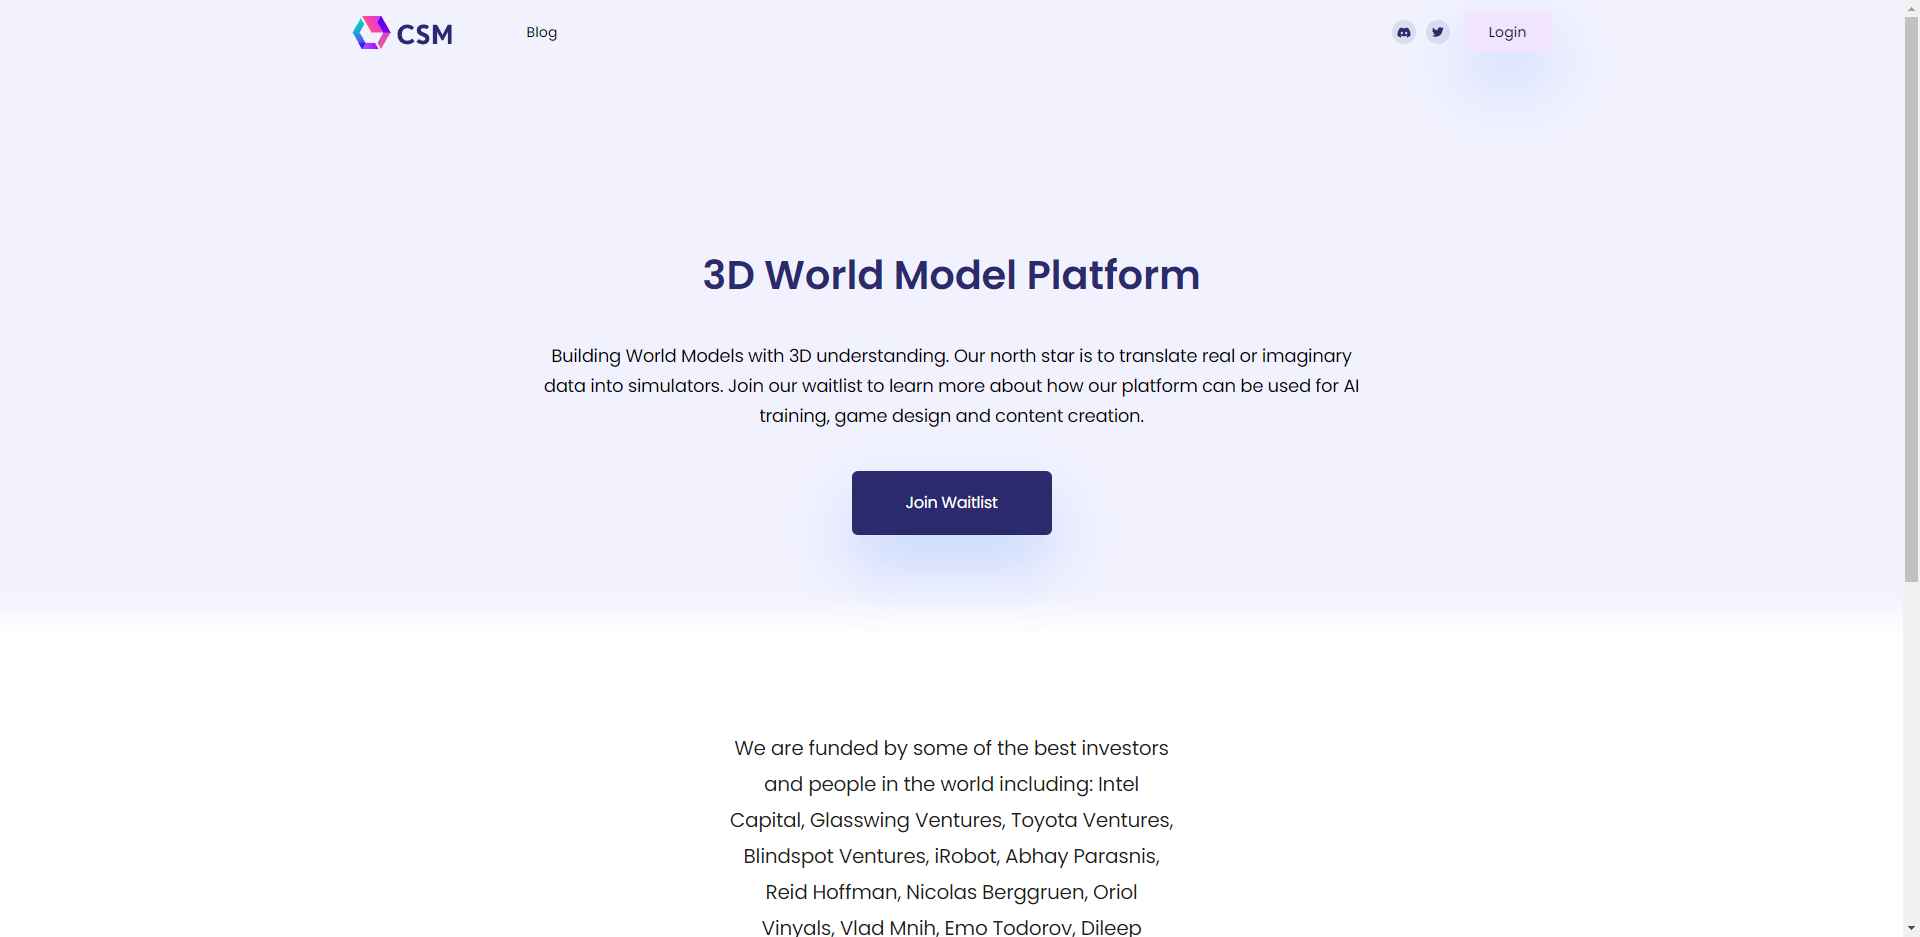 CSM
Blog
Login
3D World Model Platform
Building World Models with 3D understanding. Our north star is to translate real or imaginary
data into simulators. Join our waitlist to learn more about how our platform can be used for AI
training, game design and content creation.
Join Waitlist
We are funded by some of the best investors
and people in the world including: Intel
Capital, Glasswing Ventures, Toyota Ventures,
Blindspot Ventures, iRobot, Abhay Parasnis,
Reid Hoffman, Nicolas Berggruen, Oriol
Vinyals, Vlad Mnih, Emo Todorov, Dileep